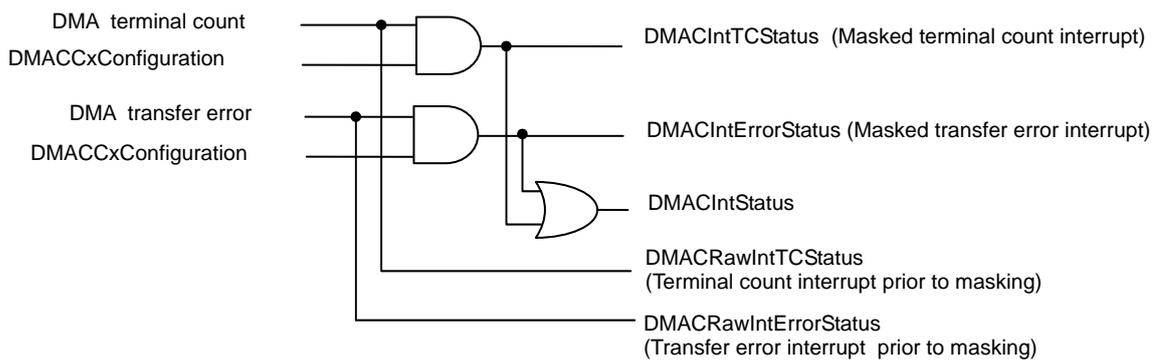 DMA terminal count
DMACCxConfiguration
DMA transfer error
DMACCxConfiguration
DMACIntTCStatus (Masked terminal count interrupt)
DMACIntErrorStatus (Masked transfer error interrupt)
DMACIntStatus
DMACRawIntTCStatus
(Terminal count interrupt prior to masking)
DMACRawIntErrorStatus
(Transfer error interrupt prior to masking)